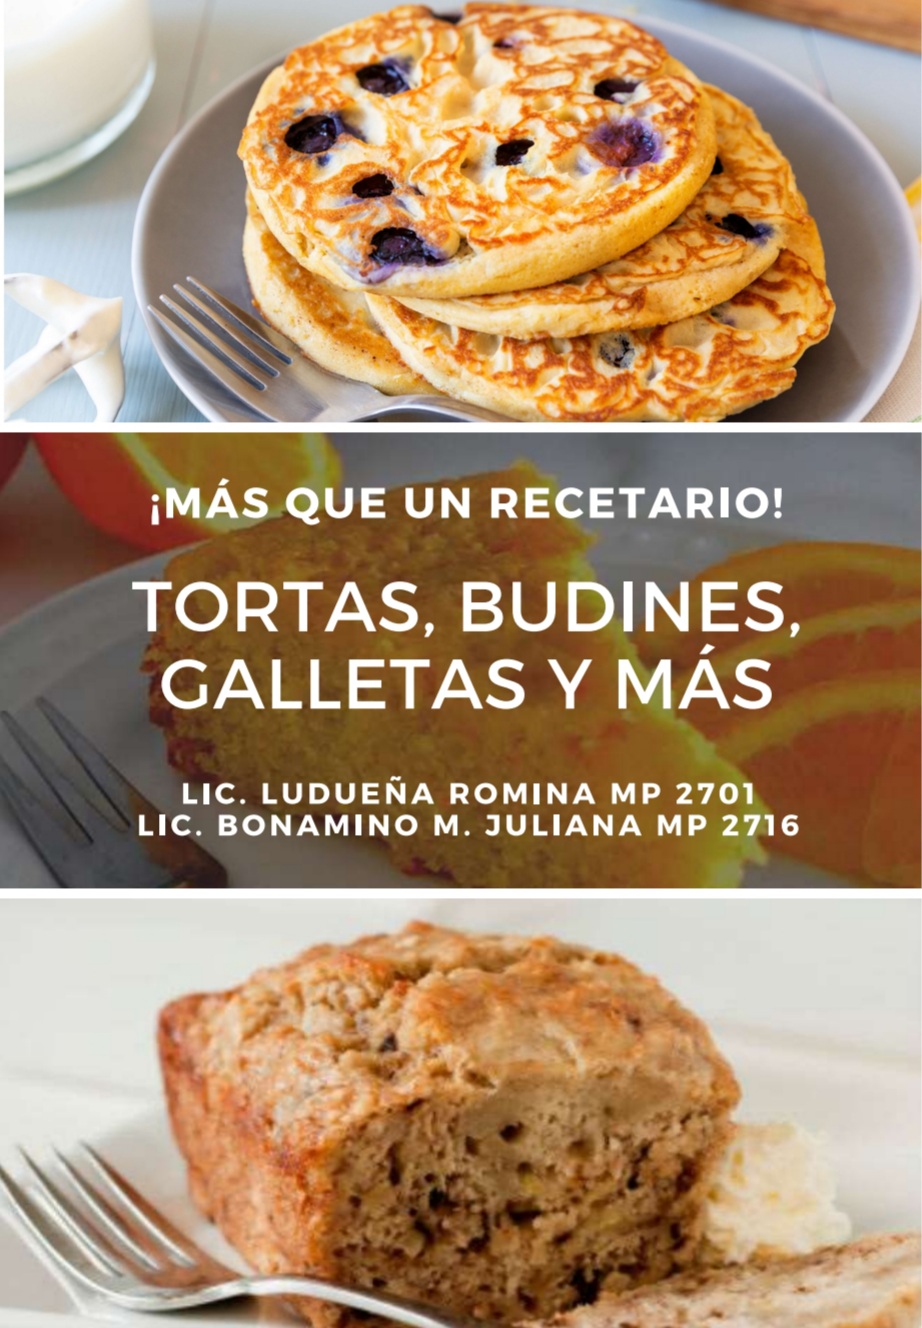 ¡MÁS QUE UN RECETARIO!
TORTAS, BUDINES,
GALLETAS Y MÁS
LIC. LUDUEÑA ROMINA MP 2701
LIC. BONAMINO M. JULIANA MP 2716